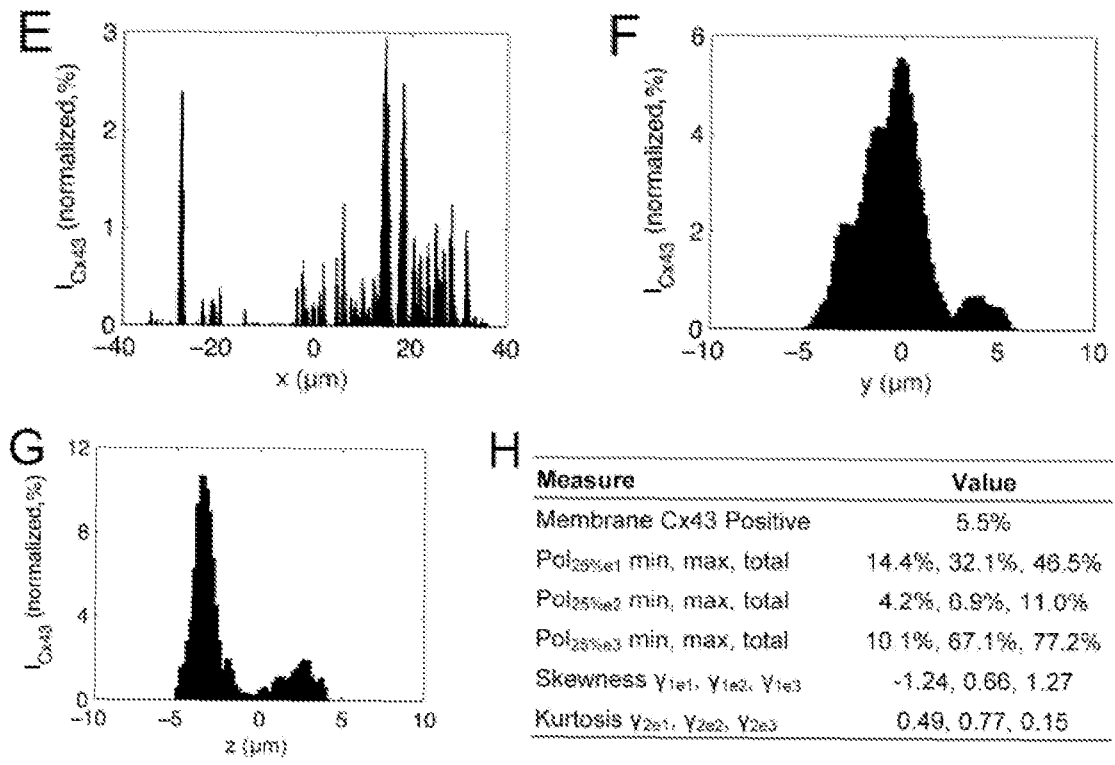 E
3
2
1
0
I_Cx43 (normalized,%)
−40 −20 0 20 40
x (µm)
F
6
4
2
0
I_Cx43 (normalized,%)
−10 −5 0 5 10
y (µm)
G
12
8
4
0
I_Cx43 (normalized,%)
−10 −5 0 5 10
z (µm)
H
Measure Value
Membrane Cx43 Positive 5.5%
Pol25%e1 min, max, total 14.4%, 32.1%, 46.5%
Pol25%e2 min, max, total 4.2%, 6.9%, 11.0%
Pol25%e3 min, max, total 10.1%, 67.1%, 77.2%
Skewness γ1e1, γ1e2, γ1e3 -1.24, 0.66, 1.27
Kurtosis γ2e1, γ2e2, γ2e3 0.49, 0.77, 0.15